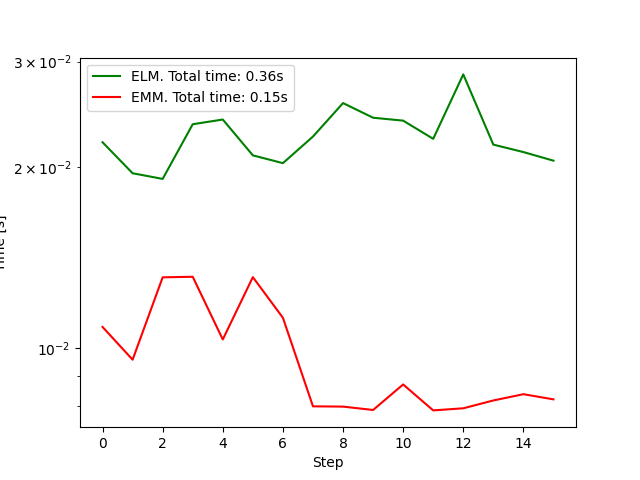 3 × 10⁻²
2 × 10⁻²
10⁻²
ELM. Total time: 0.36s
EMM. Total time: 0.15s
0 2 4 6 8 10 12 14
Step